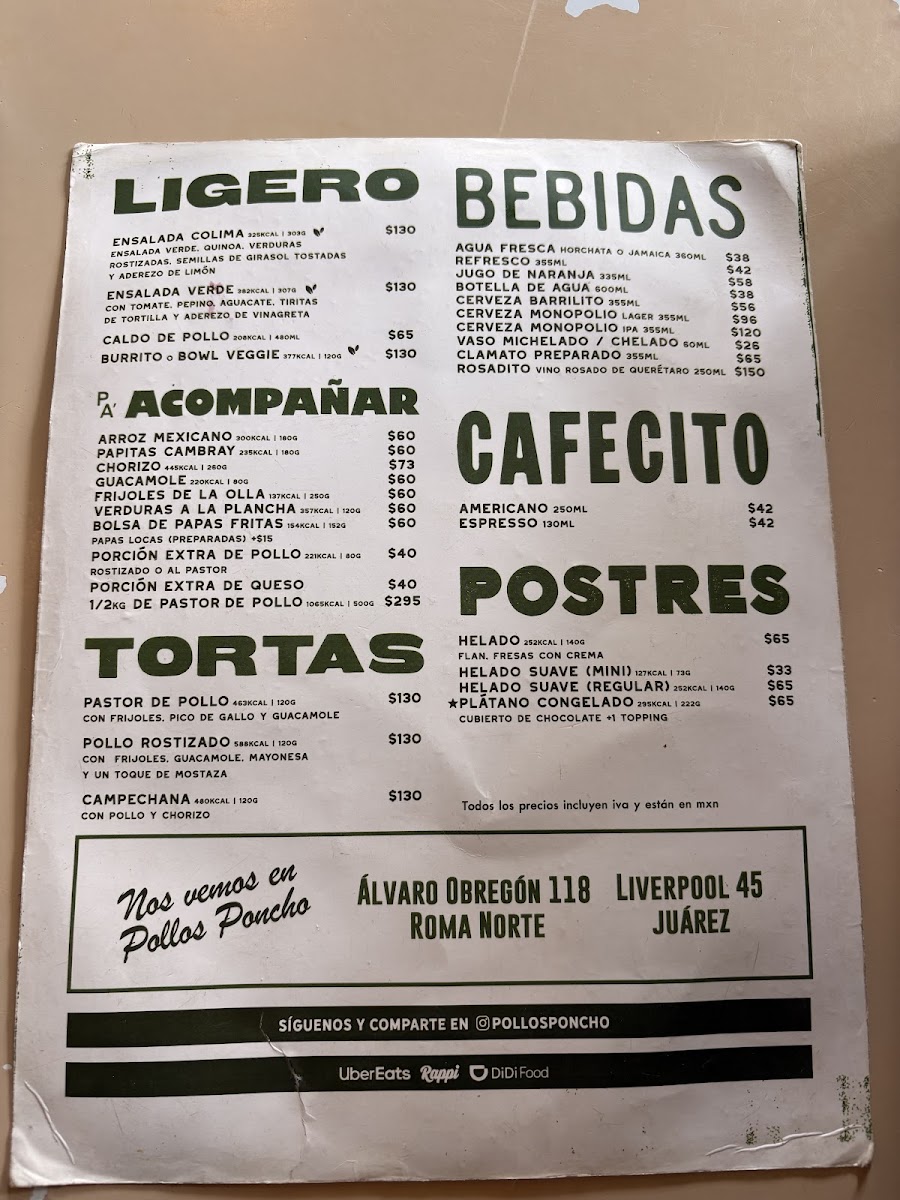 LIGERO
ENSALADA COLIMA 325KCAL | 303G $130
ENSALADA VERDE, QUINOA, VERDURAS
ROSTIZADAS, SEMILLAS DE GIRASOL TOSTADAS
Y ADEREZO DE LIMÓN
ENSALADA VERDE 382KCAL | 307G $130
CON TOMATE, PEPINO, AGUACATE, TIRITAS
DE TORTILLA Y ADEREZO DE VINAGRETA
CALDO DE POLLO 208KCAL | 480ML $65
BURRITO O BOWL VEGGIE 377KCAL | 120G $130
PA' ACOMPAÑAR
ARROZ MEXICANO 300KCAL | 180G $60
PAPITAS CAMBRAY 235KCAL | 180G $60
CHORIZO 445KCAL | 260G $73
GUACAMOLE 220KCAL | 80G $60
FRIJOLES DE LA OLLA 137KCAL | 250G $60
VERDURAS A LA PLANCHA 357KCAL | 120G $60
BOLSA DE PAPAS FRITAS 154KCAL | 152G $60
PAPAS LOCAS (PREPARADAS) +$15
PORCIÓN EXTRA DE POLLO 221KCAL | 80G $40
ROSTIZADO O AL PASTOR
PORCIÓN EXTRA DE QUESO $40
1/2KG DE PASTOR DE POLLO 1065KCAL | 500G $295
TORTAS
PASTOR DE POLLO 463KCAL | 120G $130
CON FRIJOLES, PICO DE GALLO Y GUACAMOLE
POLLO ROSTIZADO 588KCAL | 120G $130
CON FRIJOLES, GUACAMOLE, MAYONESA
Y UN TOQUE DE MOSTAZA
CAMPECHANA 480KCAL | 120G $130
CON POLLO Y CHORIZO
BEBIDAS
AGUA FRESCA HORCHATA O JAMAICA 360ML $38
REFRESCO 355ML $42
JUGO DE NARANJA 335ML $58
BOTELLA DE AGUA 600ML $38
CERVEZA BARRILITO 355ML $56
CERVEZA MONOPOLIO LAGER 355ML $96
CERVEZA MONOPOLIO IPA 355ML $120
VASO MICHELADO / CHELADO 60ML $26
CLAMATO PREPARADO 355ML $65
ROSADITO VINO ROSADO DE QUERÉTARO 250ML $150
CAFECITO
AMERICANO 250ML $42
ESPRESSO 130ML $42
POSTRES
HELADO 252KCAL | 140G $65
FLAN, FRESAS CON CREMA
HELADO SUAVE (MINI) 127KCAL | 73G $33
HELADO SUAVE (REGULAR) 252KCAL | 140G $65
★PLÁTANO CONGELADO 295KCAL | 222G $65
CUBIERTO DE CHOCOLATE +1 TOPPING
Todos los precios incluyen iva y están en mxn
Nos vemos en
Pollos Poncho
ÁLVARO OBREGÓN 118
ROMA NORTE
LIVERPOOL 45
JUÁREZ
SÍGUENOS Y COMPARTE EN POLLOSPONCHO
UberEats Rappi DiDi Food